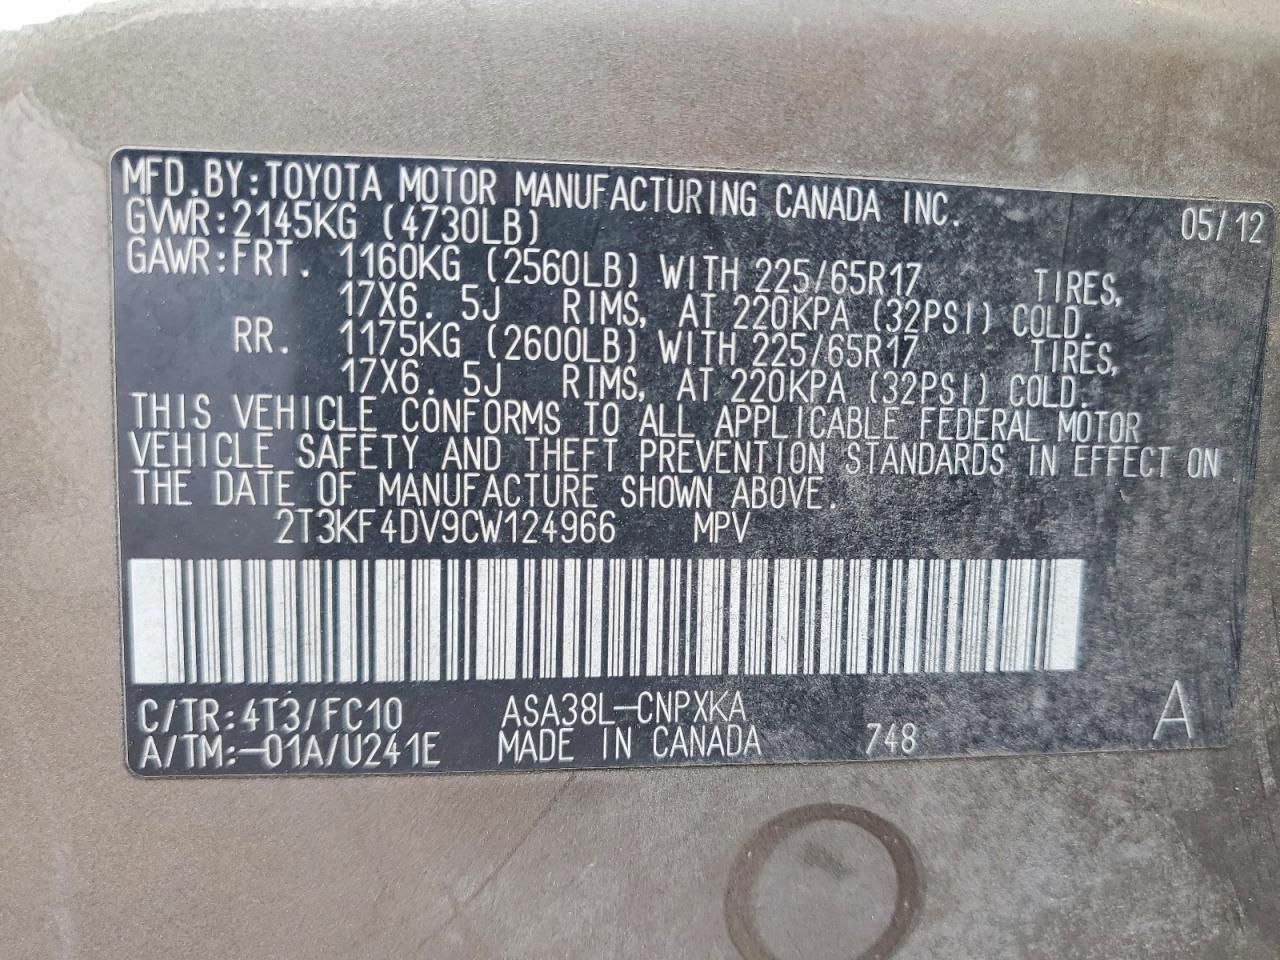 MFD.BY:TOYOTA MOTOR MANUFACTURING CANADA INC. 05/12
GVWR:2145KG (4730LB)
GAWR:FRT. 1160KG (2560LB) WITH 225/65R17 TIRES,
17X6. 5J RIMS, AT 220KPA (32PSI) COLD.
RR. 1175KG (2600LB) WITH 225/65R17 TIRES,
17X6. 5J RIMS, AT 220KPA (32PSI) COLD.
THIS VEHICLE CONFORMS TO ALL APPLICABLE FEDERAL MOTOR
VEHICLE SAFETY AND THEFT PREVENTION STANDARDS IN EFFECT ON
THE DATE OF MANUFACTURE SHOWN ABOVE.
2T3KF4DV9CW124966 MPV
C/TR:4T3/FC10 ASA38L-CNPXKA A
A/TM:-01A/U241E MADE IN CANADA 748